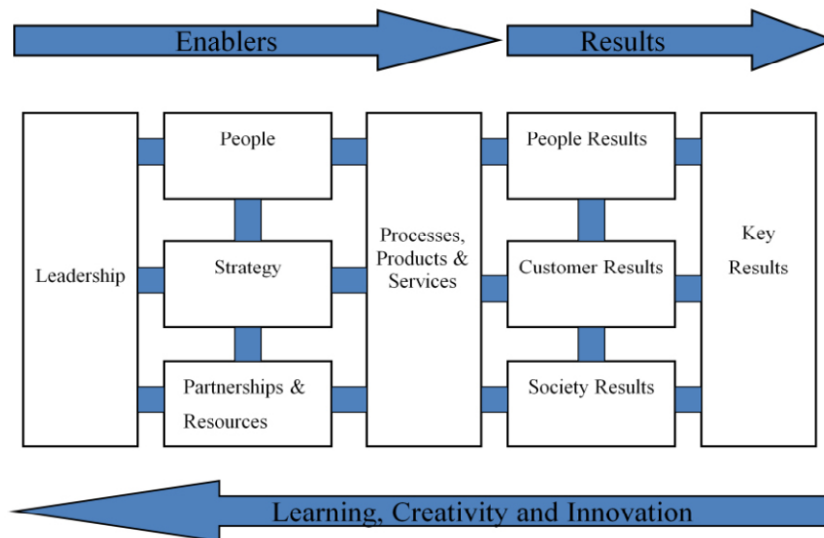 Enablers
Results
Leadership
People
Strategy
Partnerships &
Resources
Processes,
Products &
Services
People Results
Customer Results
Society Results
Key
Results
Learning, Creativity and Innovation